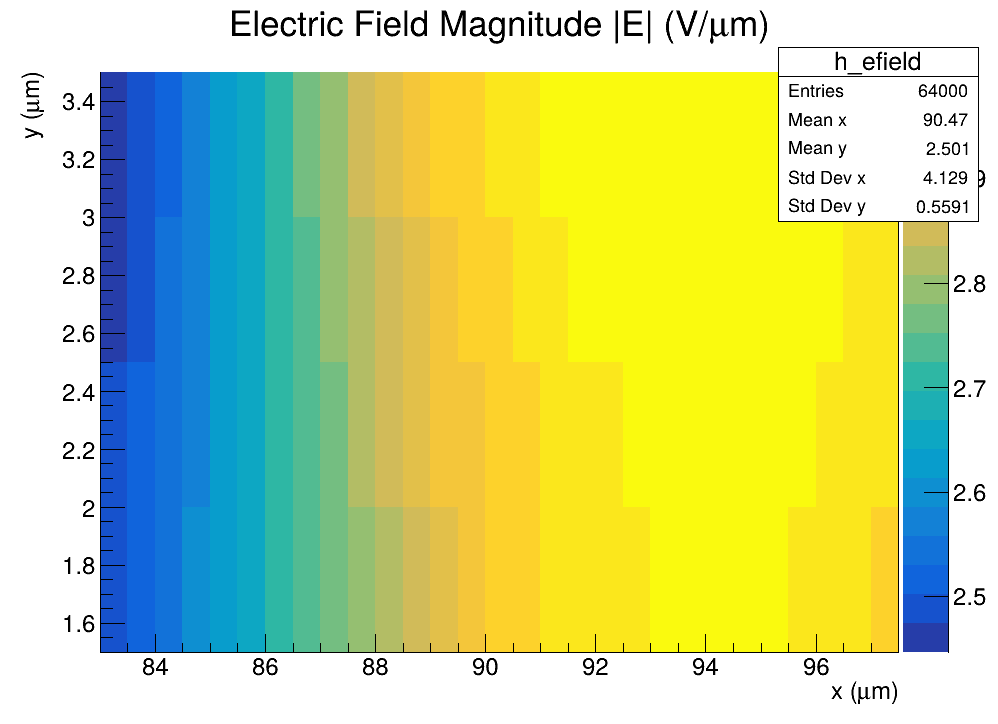 Electric Field Magnitude |E| (V/μm)
h_efield
Entries 64000
Mean x 90.47
Mean y 2.501
Std Dev x 4.129
Std Dev y 0.5591
y (μm)
3.4
3.2
3
2.8
2.6
2.4
2.2
2
1.8
1.6
2.8
2.7
2.6
2.5
84 86 88 90 92 94 96
x (μm)